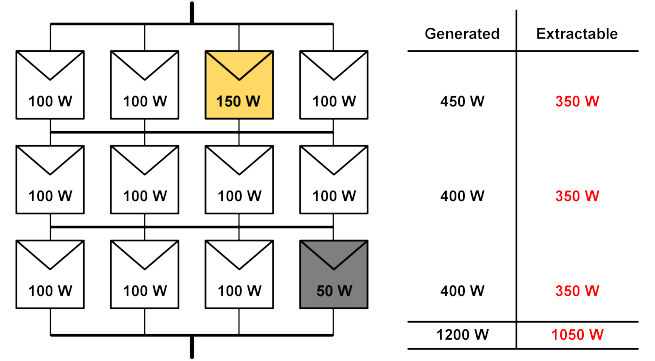 Generated Extractable
100 W 100 W 150 W 100 W 450 W 350 W
100 W 100 W 100 W 100 W 400 W 350 W
100 W 100 W 100 W 50 W 400 W 350 W
1200 W 1050 W